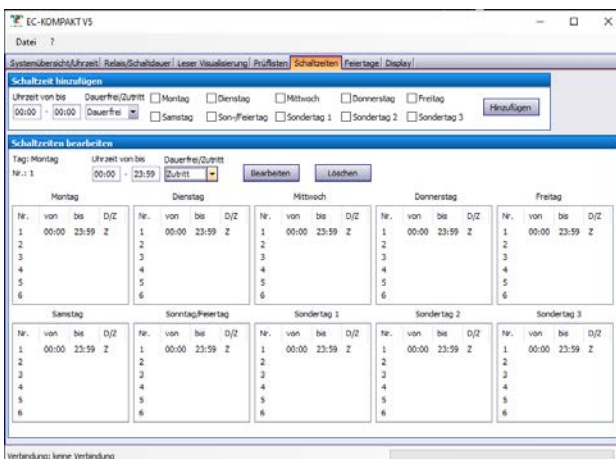 EC-KOMPAKT V5
Datei ?
Systemübersicht/Uhrzeit Relais/Schaltdauer Leser Visualisierung Prüflisten Schaltzeiten Feiertage Display
Schaltzeit hinzufügen
Uhrzeit von bis Dauerfrei/Zutritt Montag Dienstag Mittwoch Donnerstag Freitag
00:00 - 00:00 Dauerfrei Samstag Son-/Feiertag Sondertag 1 Sondertag 2 Sondertag 3 Hinzufügen
Schaltzeiten bearbeiten
Tag: Montag Uhrzeit von bis Dauerfrei/Zutritt
Nr.: 1 00:00 - 23:59 Zutritt Bearbeiten Löschen
Montag Dienstag Mittwoch Donnerstag Freitag
Nr. von bis D/Z Nr. von bis D/Z Nr. von bis D/Z Nr. von bis D/Z Nr. von bis D/Z
1 00:00 23:59 Z 1 00:00 23:59 Z 1 00:00 23:59 Z 1 00:00 23:59 Z 1 00:00 23:59 Z
2 2 2 2 2
3 3 3 3 3
4 4 4 4 4
5 5 5 5 5
6 6 6 6 6
Samstag Sonntag/Feiertag Sondertag 1 Sondertag 2 Sondertag 3
Nr. von bis D/Z Nr. von bis D/Z Nr. von bis D/Z Nr. von bis D/Z Nr. von bis D/Z
1 00:00 23:59 Z 1 00:00 23:59 Z 1 00:00 23:59 Z 1 00:00 23:59 Z 1 00:00 23:59 Z
2 2 2 2 2
3 3 3 3 3
4 4 4 4 4
5 5 5 5 5
6 6 6 6 6
Verbindung: keine Verbindung